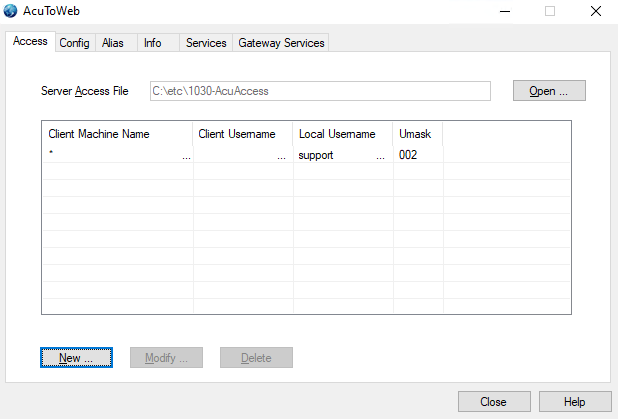 AcuToWeb
Access Config Alias Info Services Gateway Services
Server Access File C:\etc\1030-AcuAccess Open ...
Client Machine Name Client Username Local Username Umask
* ... ... support ... 002
New ... Modify ... Delete
Close Help